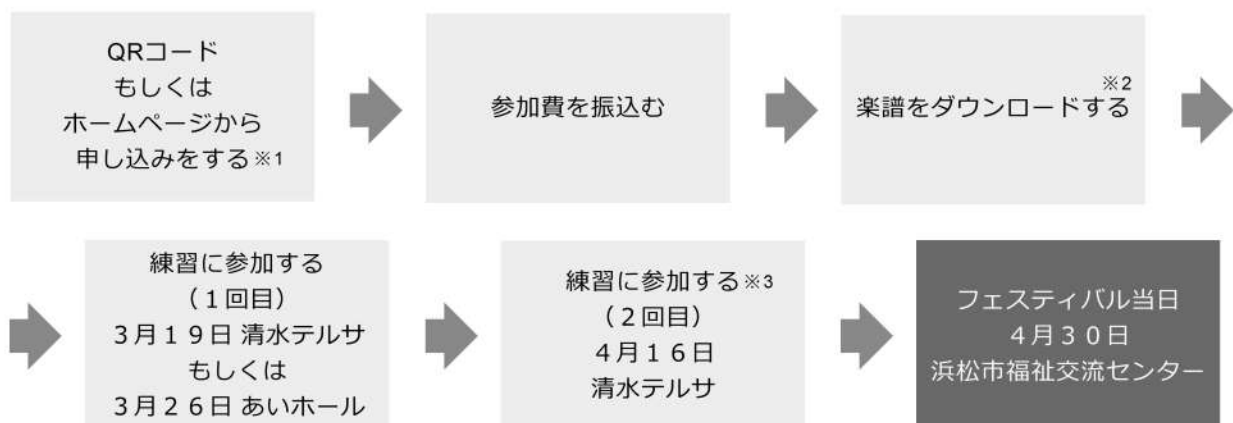 QRコード
もしくは
ホームページから
申し込みをする※1
参加費を振込む
※2
楽譜をダウンロードする
練習に参加する
（１回目）
３月１９日 清水テルサ
もしくは
３月２６日 あいホール
練習に参加する※3
（２回目）
４月１６日
清水テルサ
フェスティバル当日
４月３０日
浜松市福祉交流センター